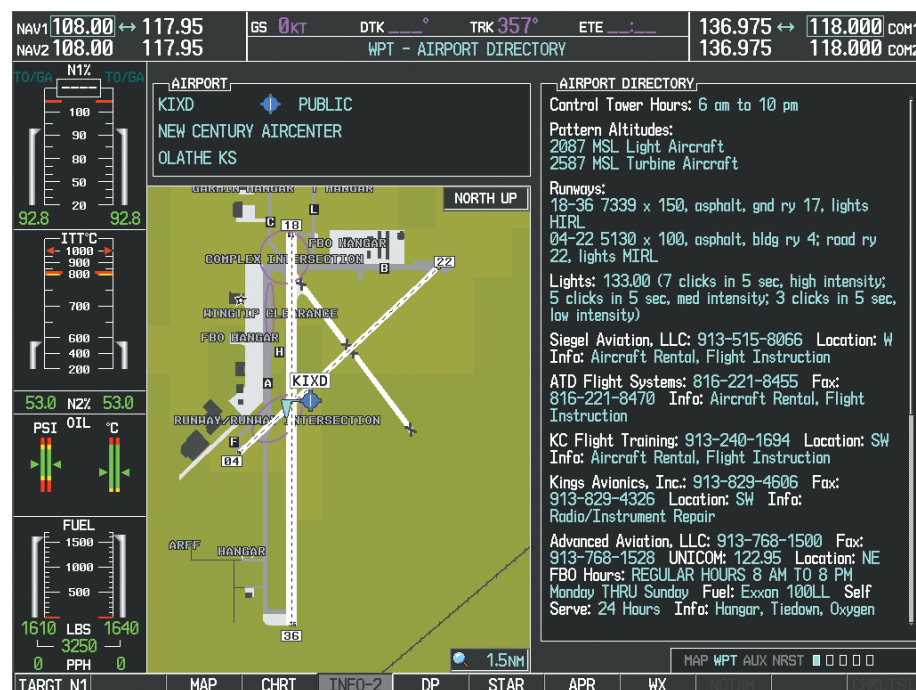 NAV1 108.00 ↔ 117.95
NAV2 108.00 117.95
GS 0KT DTK ___° TRK 357° ETE __:__
WPT - AIRPORT DIRECTORY
136.975 ↔ 118.000 COM1
136.975 118.000 COM2
TO/GA N1% TO/GA
----
100
90
80
50
20
92.8 92.8
ITT°C
1000
900
800
700
600
400
200
53.0 N2% 53.0
PSI OIL °C
FUEL
1500
1000
500
1610 LBS 1640
3250
0 PPH 0
AIRPORT
KIXD PUBLIC
NEW CENTURY AIRCENTER
OLATHE KS
NORTH UP
GARMIN-HANGAR
HANGAR
L
C
18
FBO HANGAR
COMPLEX INTERSECTION
B
22
WINGTIP CLEARANCE
FBO HANGAR
H
KIXD
A
RUNWAY/RUNWAY INTERSECTION
F
04
ARFF
HANGAR
36
1.5NM
AIRPORT DIRECTORY
Control Tower Hours: 6 am to 10 pm
Pattern Altitudes:
2087 MSL Light Aircraft
2587 MSL Turbine Aircraft
Runways:
18-36 7339 x 150, asphalt, gnd ry 17, lights
HIRL
04-22 5130 x 100, asphalt, bldg ry 4; road ry
22, lights MIRL
Lights: 133.00 (7 clicks in 5 sec, high intensity;
5 clicks in 5 sec, med intensity; 3 clicks in 5 sec,
low intensity)
Siegel Aviation, LLC: 913-515-8066 Location: W
Info: Aircraft Rental, Flight Instruction
ATD Flight Systems: 816-221-8455 Fax:
816-221-8470 Info: Aircraft Rental, Flight
Instruction
KC Flight Training: 913-240-1694 Location: SW
Info: Aircraft Rental, Flight Instruction
Kings Avionics, Inc.: 913-829-4606 Fax:
913-829-4326 Location: SW Info:
Radio/Instrument Repair
Advanced Aviation, LLC: 913-768-1500 Fax:
913-768-1528 UNICOM: 122.95 Location: NE
FBO Hours: REGULAR HOURS 8 AM TO 8 PM
Monday THRU Sunday Fuel: Exxon 100LL Self
Serve: 24 Hours Info: Hangar, Tiedown, Oxygen
MAP WPT AUX NRST
TARGT N1 MAP CHRT INFO-2 DP STAR APR WX NOTAM CHKLIST